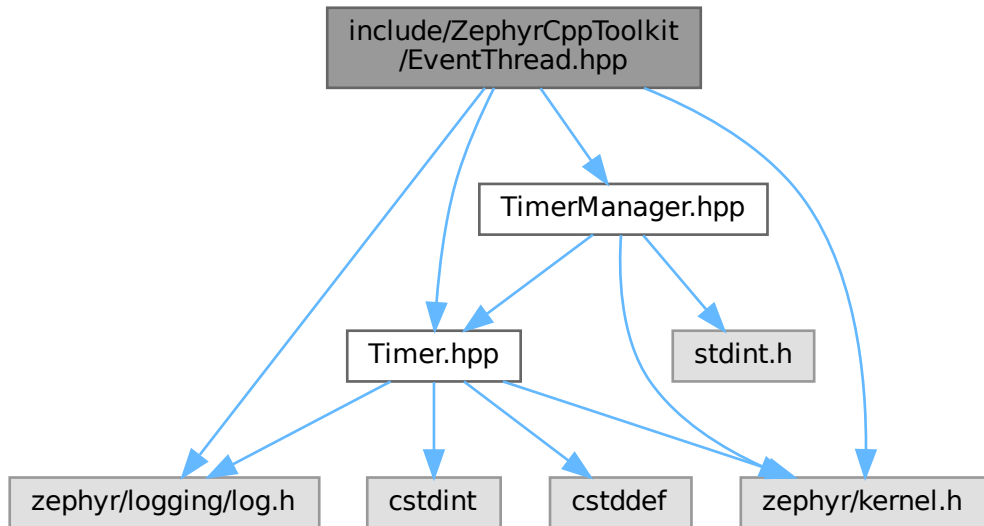 include/ZephyrCppToolkit
/EventThread.hpp
TimerManager.hpp
Timer.hpp
stdint.h
zephyr/logging/log.h
cstdint
cstddef
zephyr/kernel.h